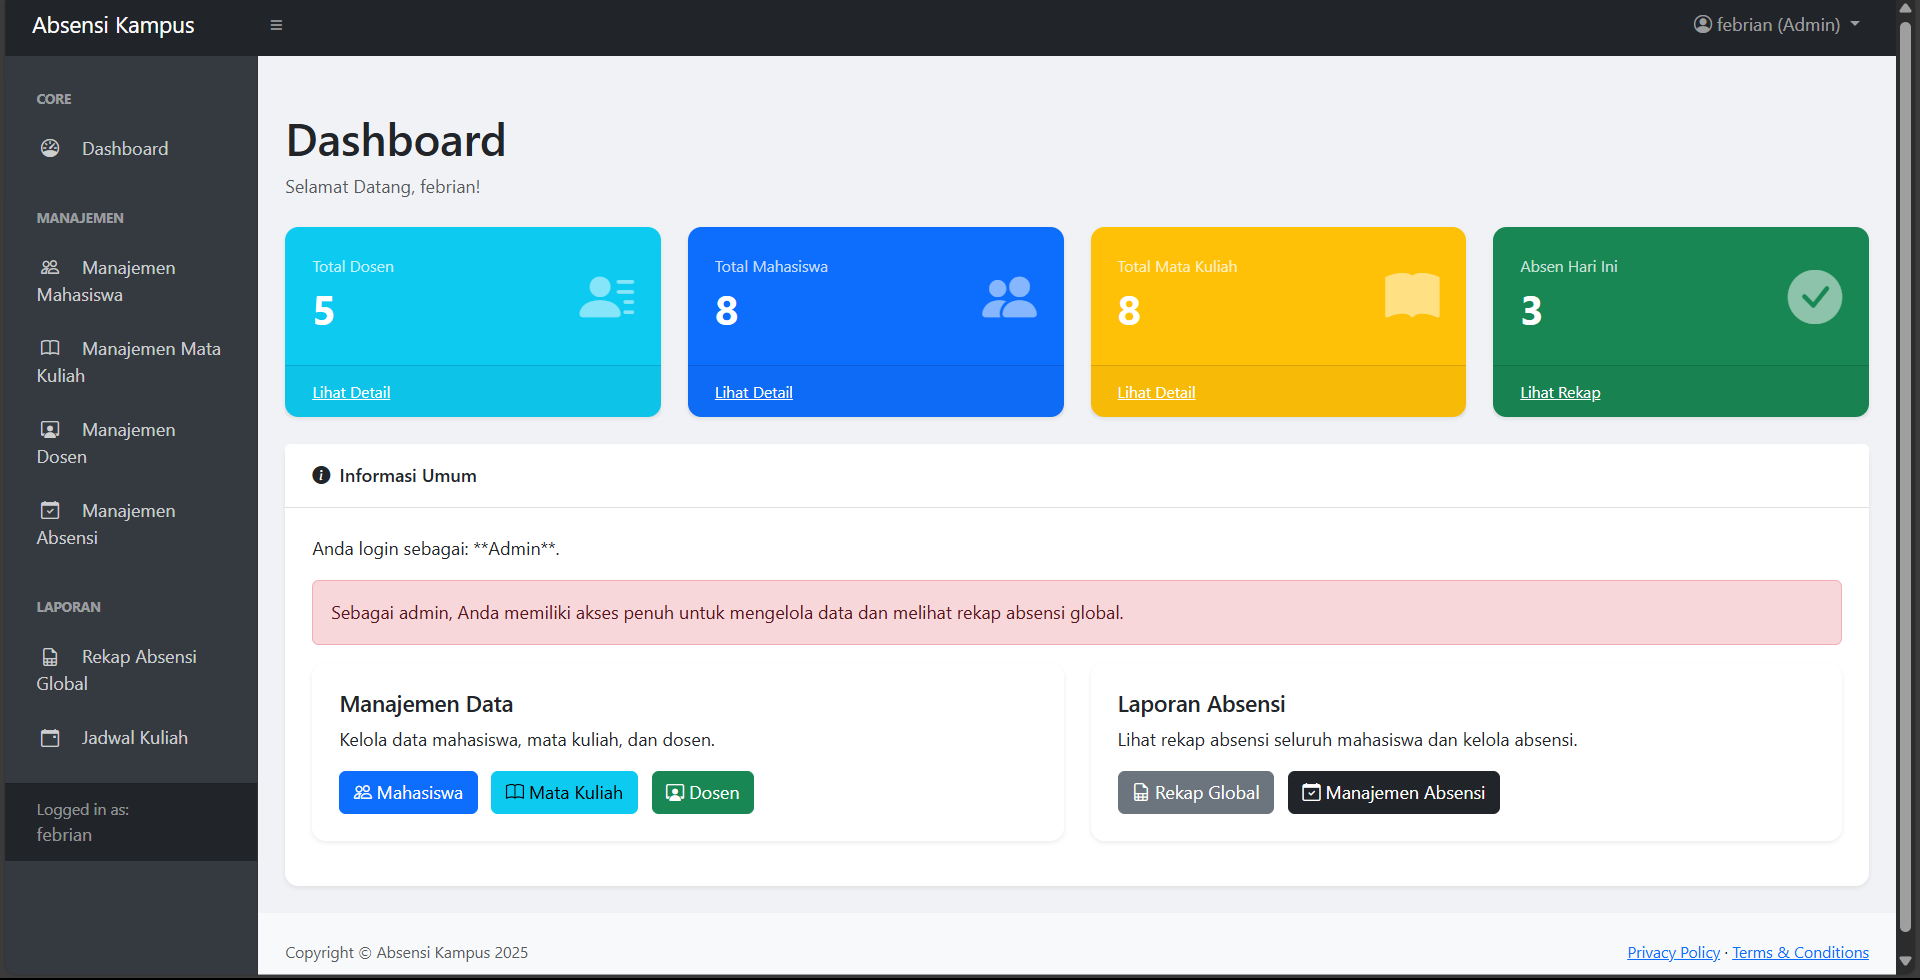 Absensi Kampus
febrian (Admin)
CORE
Dashboard
MANAJEMEN
Manajemen
Mahasiswa
Manajemen Mata
Kuliah
Manajemen
Dosen
Manajemen
Absensi
LAPORAN
Rekap Absensi
Global
Jadwal Kuliah
Logged in as:
febrian
Dashboard
Selamat Datang, febrian!
Total Dosen
5
Lihat Detail
Total Mahasiswa
8
Lihat Detail
Total Mata Kuliah
8
Lihat Detail
Absen Hari Ini
3
Lihat Rekap
Informasi Umum
Anda login sebagai: **Admin**.
Sebagai admin, Anda memiliki akses penuh untuk mengelola data dan melihat rekap absensi global.
Manajemen Data
Kelola data mahasiswa, mata kuliah, dan dosen.
Mahasiswa
Mata Kuliah
Dosen
Laporan Absensi
Lihat rekap absensi seluruh mahasiswa dan kelola absensi.
Rekap Global
Manajemen Absensi
Copyright © Absensi Kampus 2025
Privacy Policy · Terms & Conditions